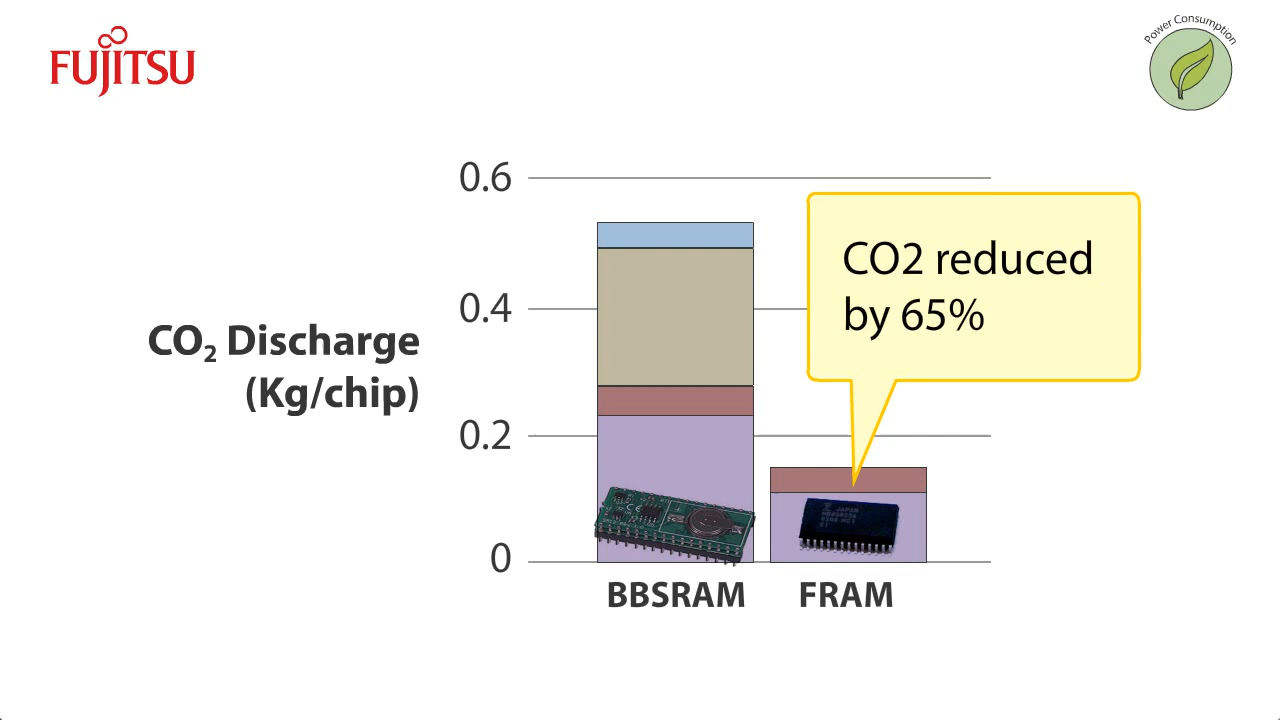 FUJITSU
Power Consumption
0.6
CO2 reduced
by 65%
0.4
CO₂ Discharge
(Kg/chip)
0.2
0
BBSRAM
FRAM
JAPAN